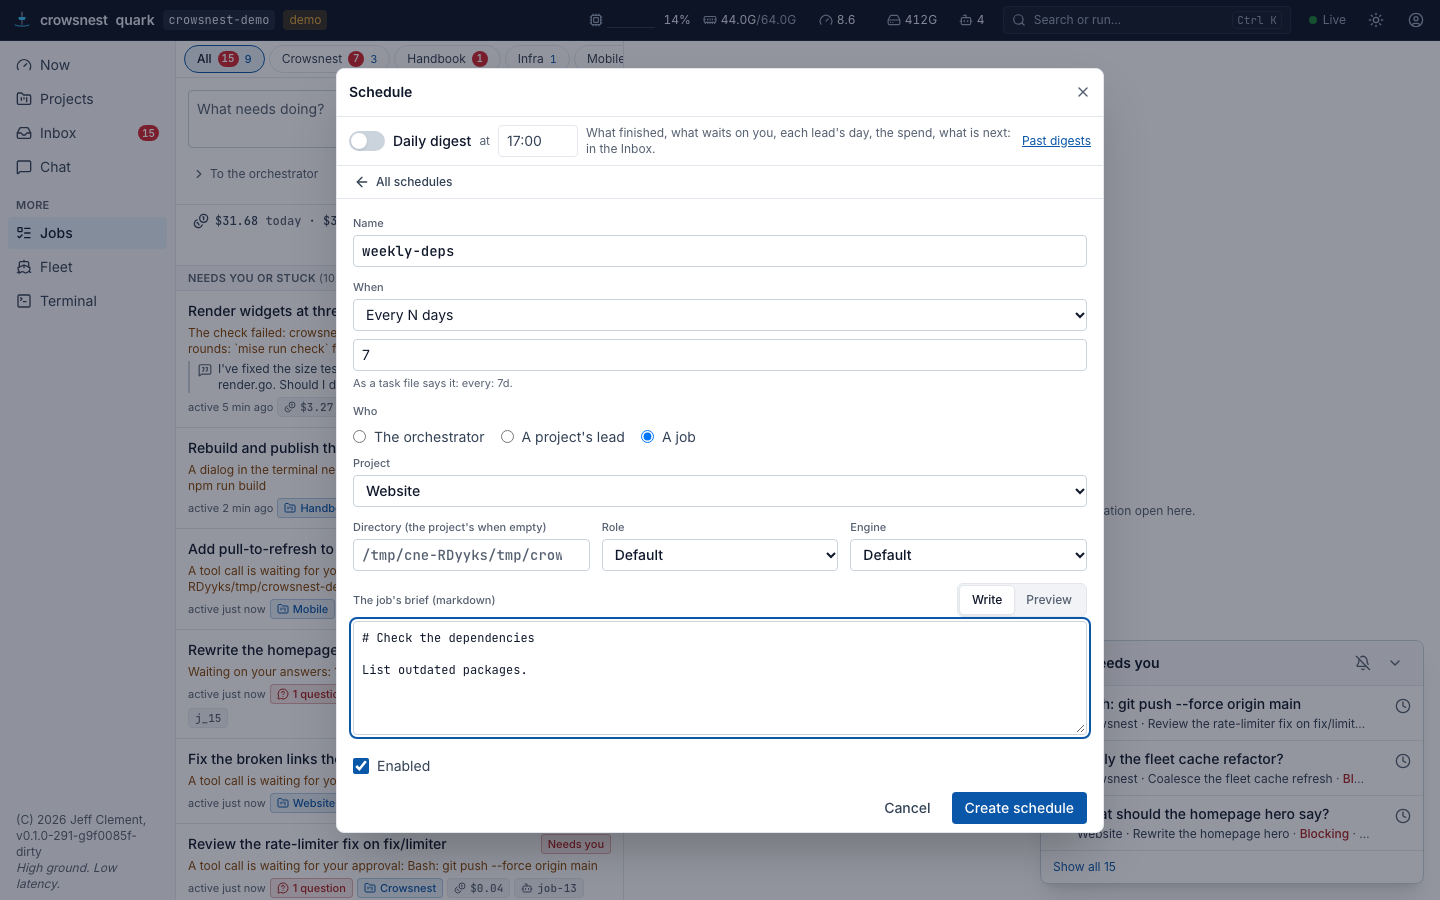 crowsnest quark crowsnest-demo demo 14% 44.0G/64.0G 8.6 412G 4 Search or run... Ctrl K Live
Now
Projects
Inbox 15
Chat
MORE
Jobs
Fleet
Terminal
(C) 2026 Jeff Clement,
v0.1.0-291-g9f0085f-
dirty
High ground. Low
latency.
All 15 9 Crowsnest 7 3 Handbook 1 Infra 1 Mobile
What needs doing?
To the orchestrator
$31.68 today ·
NEEDS YOU OR STUCK (10
Render widgets at thre
The check failed: crowsne
rounds: `mise run check` f
I've fixed the size tes
render.go. Should I d
active 5 min ago $3.27
Rebuild and publish th
A dialog in the terminal ne
npm run build
active 2 min ago Handb
Add pull-to-refresh to
A tool call is waiting for yo
RDyyks/tmp/crowsnest-de
active just now Mobile
Rewrite the homepage
Waiting on your answers:
active just now 1 questio
j_15
Fix the broken links the
A tool call is waiting for yo
active just now Website
Review the rate-limiter fix on fix/limiter Needs you
A tool call is waiting for your approval: Bash: git push --force origin main
active just now 1 question Crowsnest $0.04 job-13
Schedule
Daily digest at 17:00
What finished, what waits on you, each lead's day, the spend, what is next:
in the Inbox.
Past digests
All schedules
Name
weekly-deps
When
Every N days
7
As a task file says it: every: 7d.
Who
The orchestrator A project's lead A job
Project
Website
Directory (the project's when empty) Role Engine
/tmp/cne-RDyyks/tmp/crow Default Default
The job's brief (markdown) Write Preview
# Check the dependencies
List outdated packages.
Enabled
Cancel Create schedule
ation open here.
eeds you
h: git push --force origin main
wsnest · Review the rate-limiter fix on fix/limit...
ly the fleet cache refactor?
wsnest · Coalesce the fleet cache refresh · Bl...
at should the homepage hero say?
Website · Rewrite the homepage hero · Blocking · ...
Show all 15